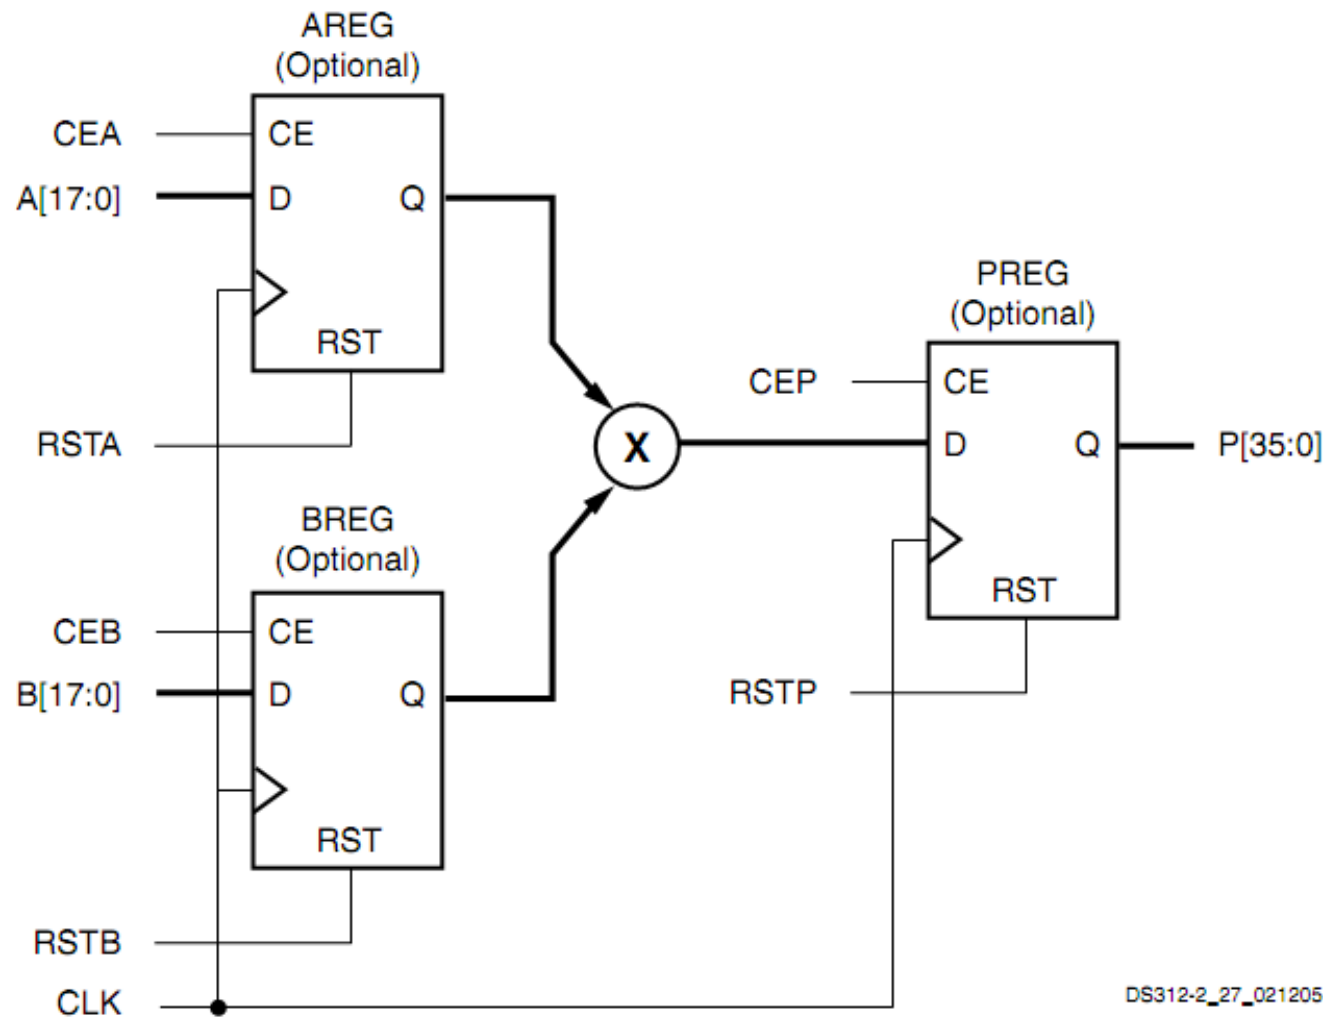 AREG
(Optional)
CEA
CE
A[17:0]
D
Q
RST
RSTA
PREG
(Optional)
CEP
CE
X
D
Q
P[35:0]
RST
RSTP
BREG
(Optional)
CEB
CE
B[17:0]
D
Q
RST
RSTB
CLK
DS312-2_27_021205